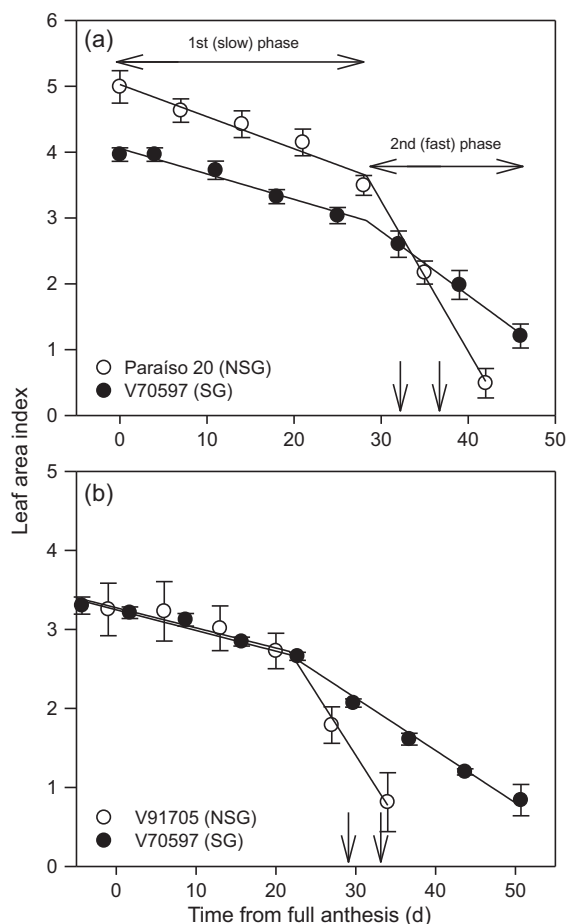 6
(a)
1st (slow) phase
5
4
2nd (fast) phase
3
2
1
Paraíso 20 (NSG)
V70597 (SG)
0
0 10 20 30 40 50
Leaf area index
5
(b)
4
3
2
1
V91705 (NSG)
V70597 (SG)
0
0 10 20 30 40 50
Time from full anthesis (d)